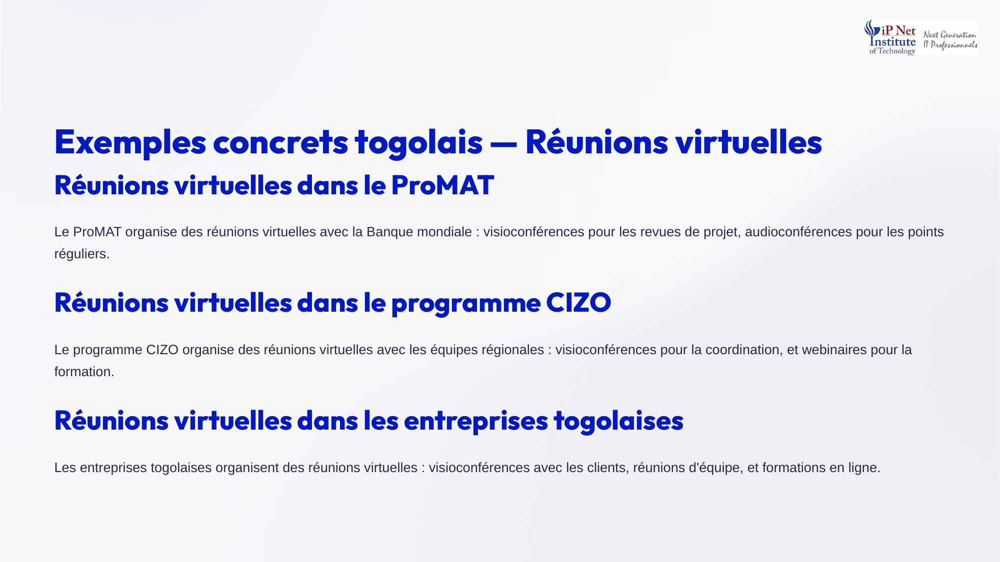 iP Net
Institute
of Technology
Next Generation
IT Professionnels
Exemples concrets togolais — Réunions virtuelles
Réunions virtuelles dans le ProMAT
Le ProMAT organise des réunions virtuelles avec la Banque mondiale : visioconférences pour les revues de projet, audioconférences pour les points
réguliers.
Réunions virtuelles dans le programme CIZO
Le programme CIZO organise des réunions virtuelles avec les équipes régionales : visioconférences pour la coordination, et webinaires pour la
formation.
Réunions virtuelles dans les entreprises togolaises
Les entreprises togolaises organisent des réunions virtuelles : visioconférences avec les clients, réunions d'équipe, et formations en ligne.